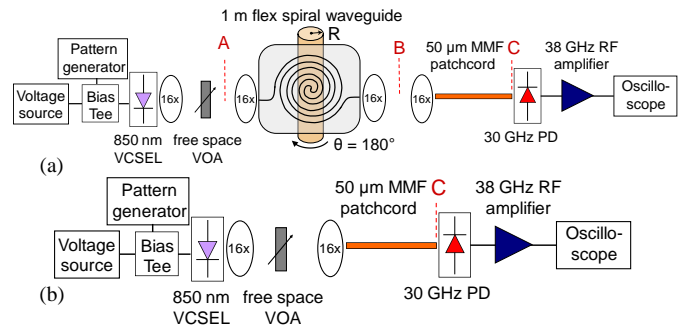 1 m flex spiral waveguide
Pattern
generator
Voltage
source
Bias
Tee
850 nm
VCSEL
16x
free space
VOA
A
16x
R
θ = 180°
16x
B
16x
50 µm MMF
patchcord
C
30 GHz PD
38 GHz RF
amplifier
Oscillo-
scope
(a)
Pattern
generator
Voltage
source
Bias
Tee
850 nm
VCSEL
16x
free space
VOA
16x
50 µm MMF
patchcord
C
30 GHz PD
38 GHz RF
amplifier
Oscillo-
scope
(b)